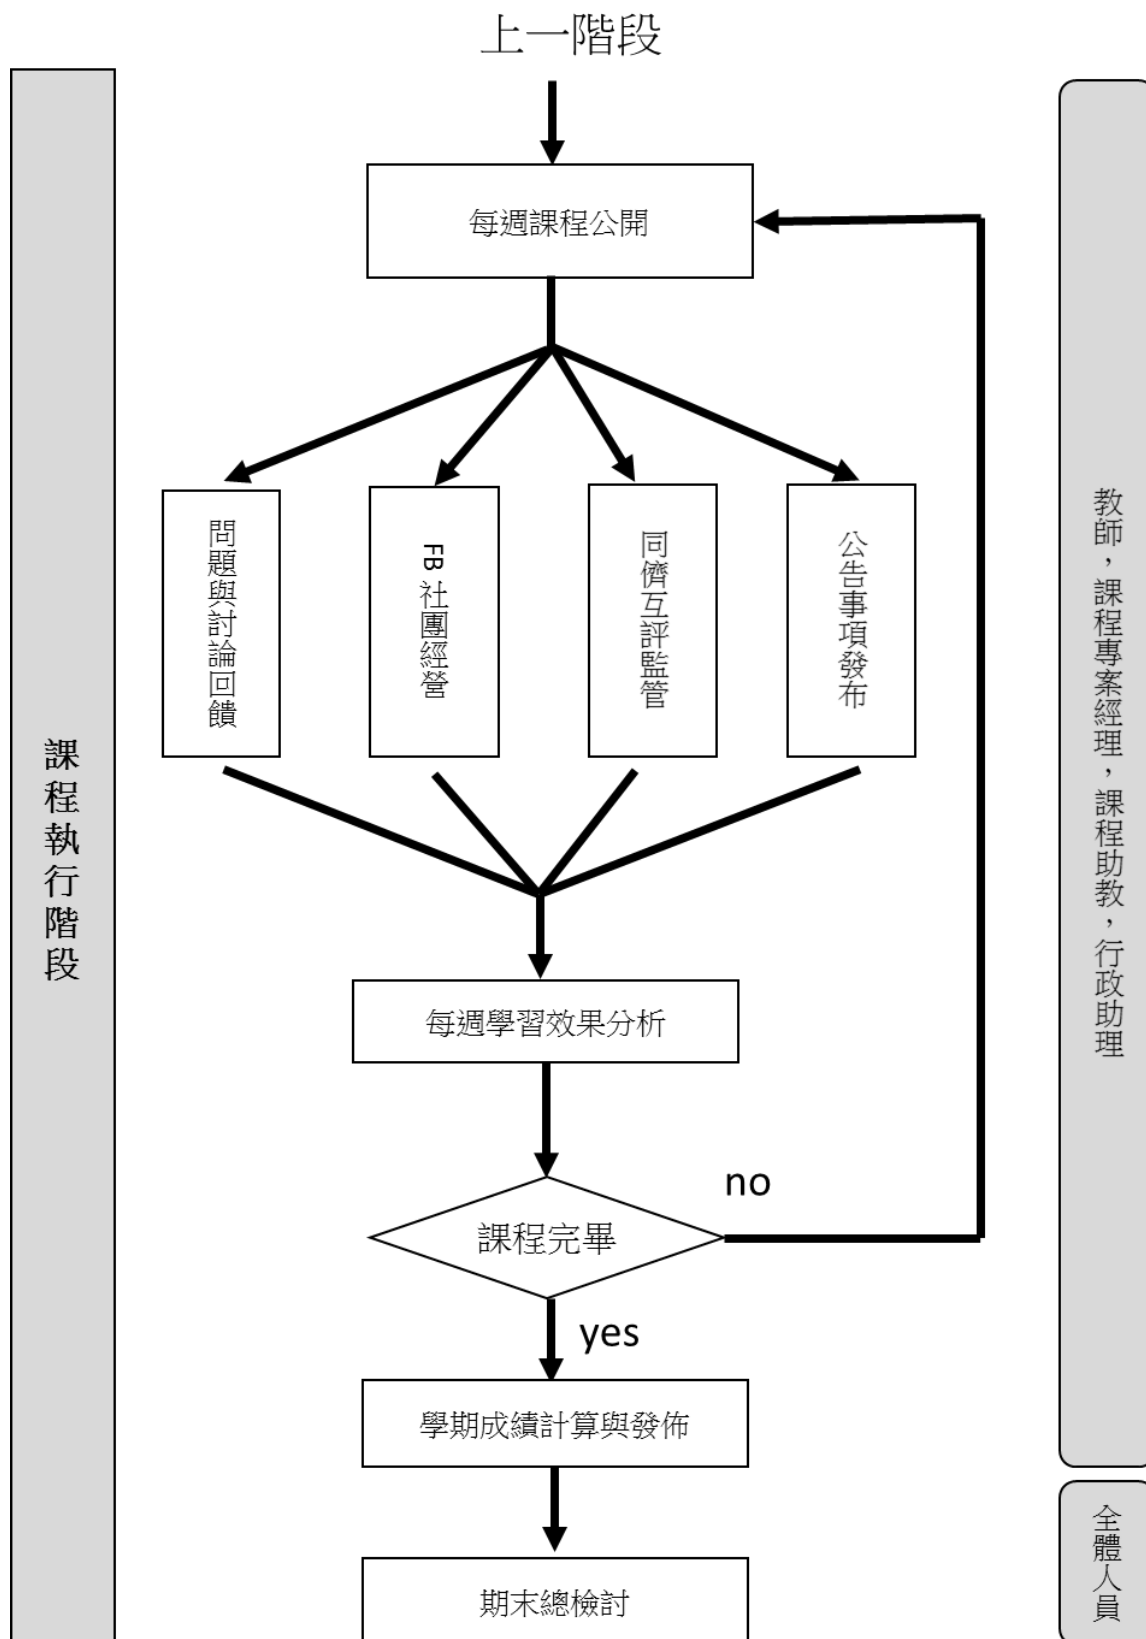 上一階段
每週課程公開
問題與討論回饋
FB 社團經營
同儕互評監管
公告事項發布
每週學習效果分析
課程完畢
no
yes
學期成績計算與發佈
期末總檢討
課程執行階段
教師，課程專案經理，課程助教，行政助理
全體人員